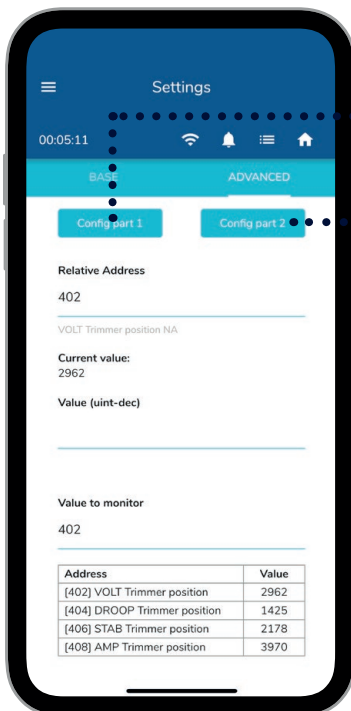 Settings
00:05:11
BASE ADVANCED
Config part 1 Config part 2
Relative Address
402
VOLT Trimmer position NA
Current value:
2962
Value (uint-dec)
Value to monitor
402
Address Value
[402] VOLT Trimmer position 2962
[404] DROOP Trimmer position 1425
[406] STAB Trimmer position 2178
[408] AMP Trimmer position 3970